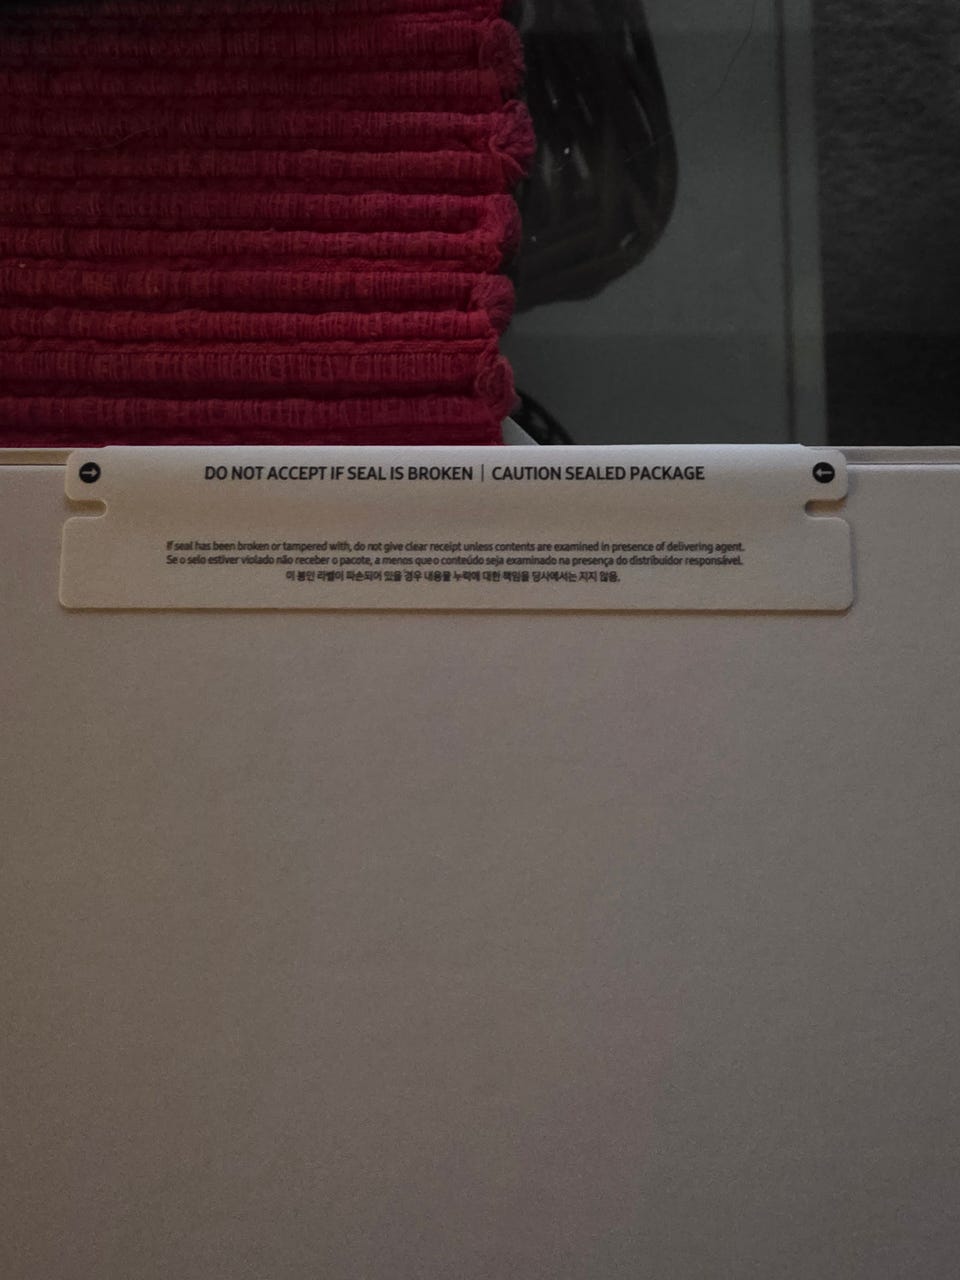 DO NOT ACCEPT IF SEAL IS BROKEN | CAUTION SEALED PACKAGE
If seal has been broken or tampered with, do not give clear receipt unless contents are examined in presence of delivering agent.
Se o selo estiver violado não receber o pacote, a menos que o conteúdo seja examinado na presença do distribuidor responsável.
이 봉인 라벨이 파손되어 있을 경우 내용물 누락에 대한 책임을 당사에서는 지지 않음.